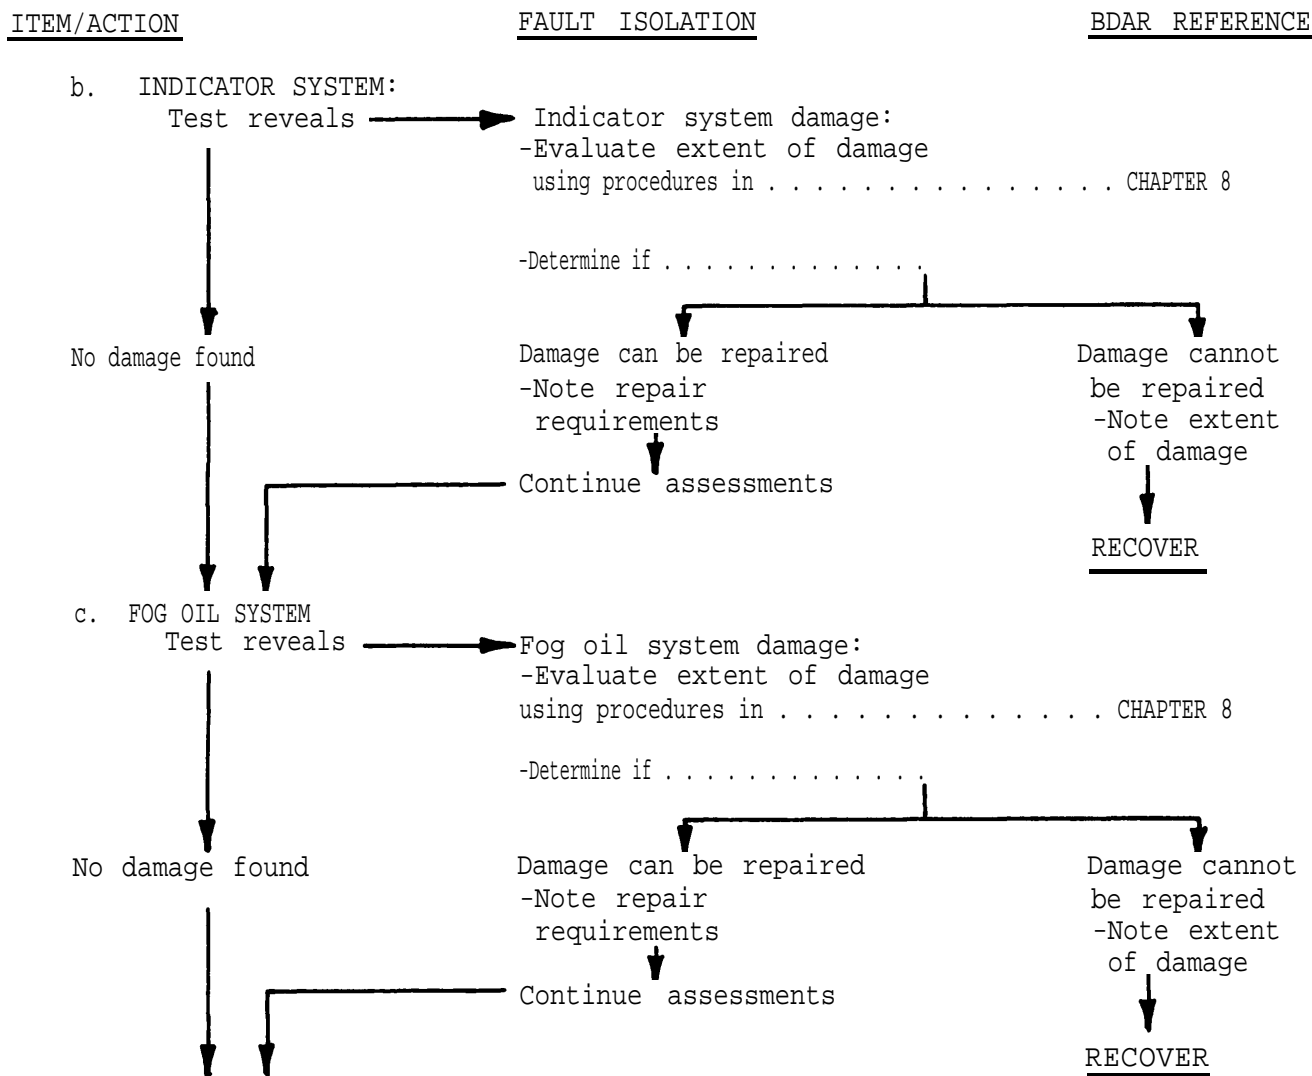 ITEM/ACTION FAULT ISOLATION BDAR REFERENCE
b. INDICATOR SYSTEM:
Test reveals Indicator system damage:
-Evaluate extent of damage
using procedures in . . . . . . . . . . . . . . . CHAPTER 8
-Determine if . . . . . . . . . . . . .
No damage found Damage can be repaired Damage cannot
-Note repair be repaired
requirements -Note extent
of damage
Continue assessments
RECOVER
c. FOG OIL SYSTEM
Test reveals Fog oil system damage:
-Evaluate extent of damage
using procedures in . . . . . . . . . . . . . . CHAPTER 8
-Determine if . . . . . . . . . . . . .
No damage found Damage can be repaired Damage cannot
-Note repair be repaired
requirements -Note extent
of damage
Continue assessments
RECOVER